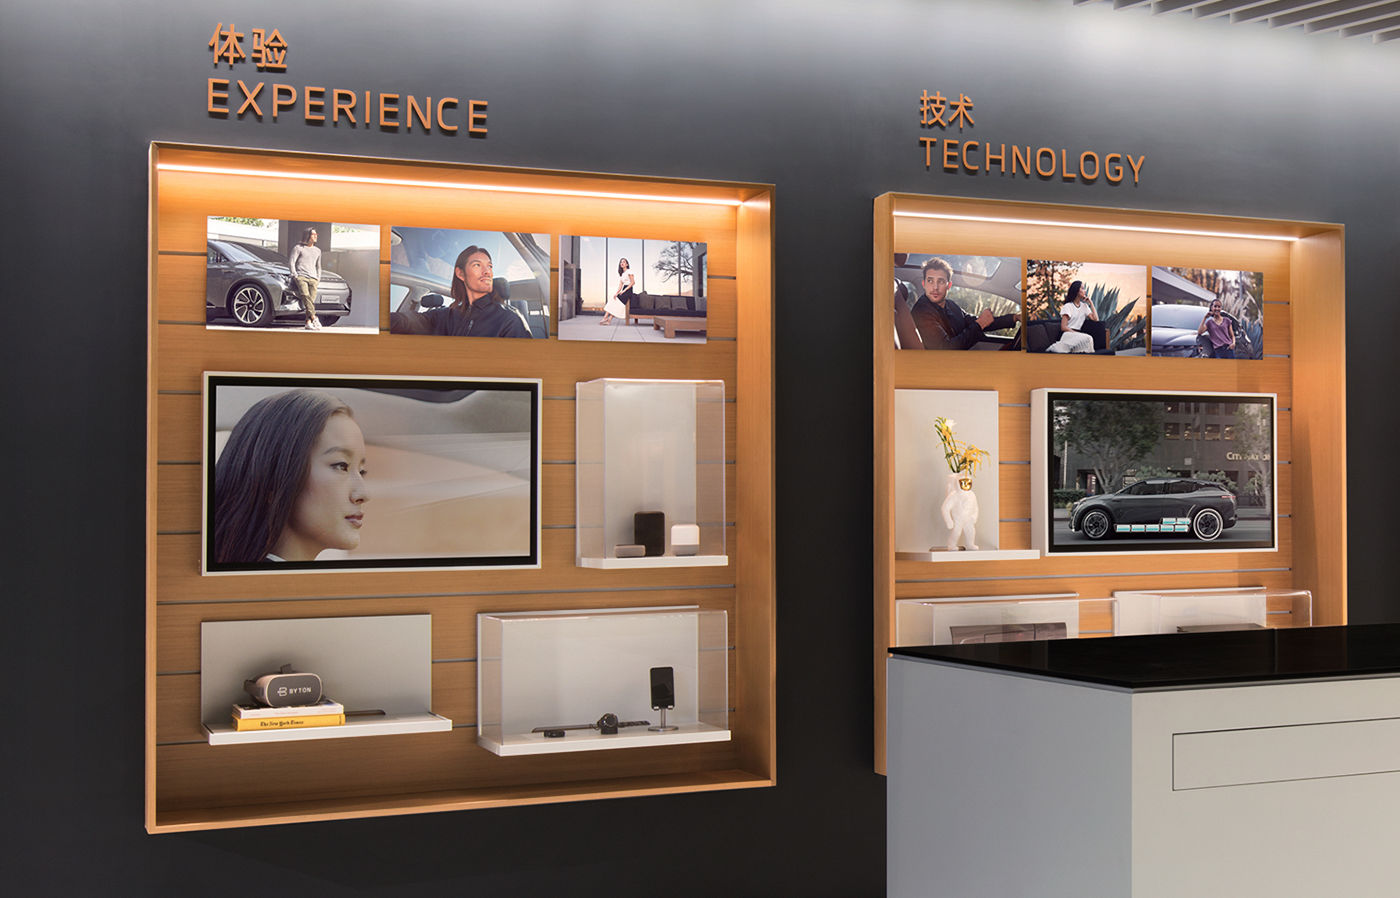 体验
EXPERIENCE
技术
TECHNOLOGY
BYTON
The New York Times